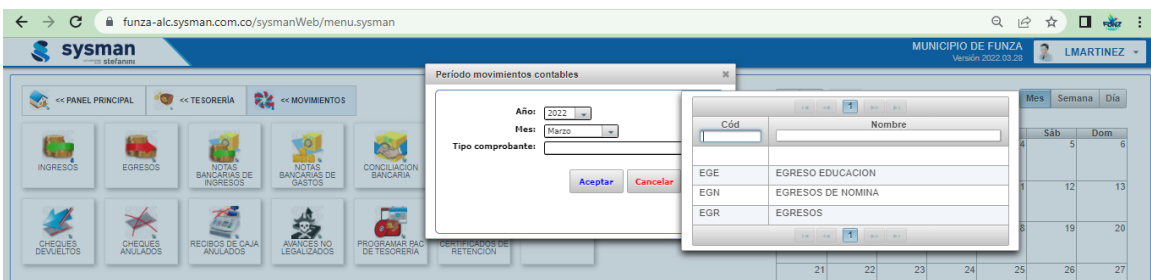 funza-alc.sysman.com.co/sysmanWeb/menu.sysman
sysman
stefanini
MUNICIPIO DE FUNZA
Versión 2022.03.28
LMARTINEZ
<< PANEL PRINCIPAL
<< TESORERÍA
<< MOVIMIENTOS
Mes Semana Día
Período movimientos contables
Año: 2022
Mes: Marzo
Tipo comprobante:
Aceptar Cancelar
1
Cód Nombre
EGE EGRESO EDUCACION
EGN EGRESOS DE NOMINA
EGR EGRESOS
1
INGRESOS
EGRESOS
NOTAS BANCARIAS DE INGRESOS
NOTAS BANCARIAS DE GASTOS
CONCILIACION BANCARIA
CHEQUES DEVUELTOS
CHEQUES ANULADOS
RECIBOS DE CAJA ANULADOS
AVANCES NO LEGALIZADOS
PROGRAMAR PAC DE TESORERÍA
CERTIFICADOS DE RETENCION
Sáb Dom
4 5 6
12 13
19 20
21 22 23 24 25 26 27